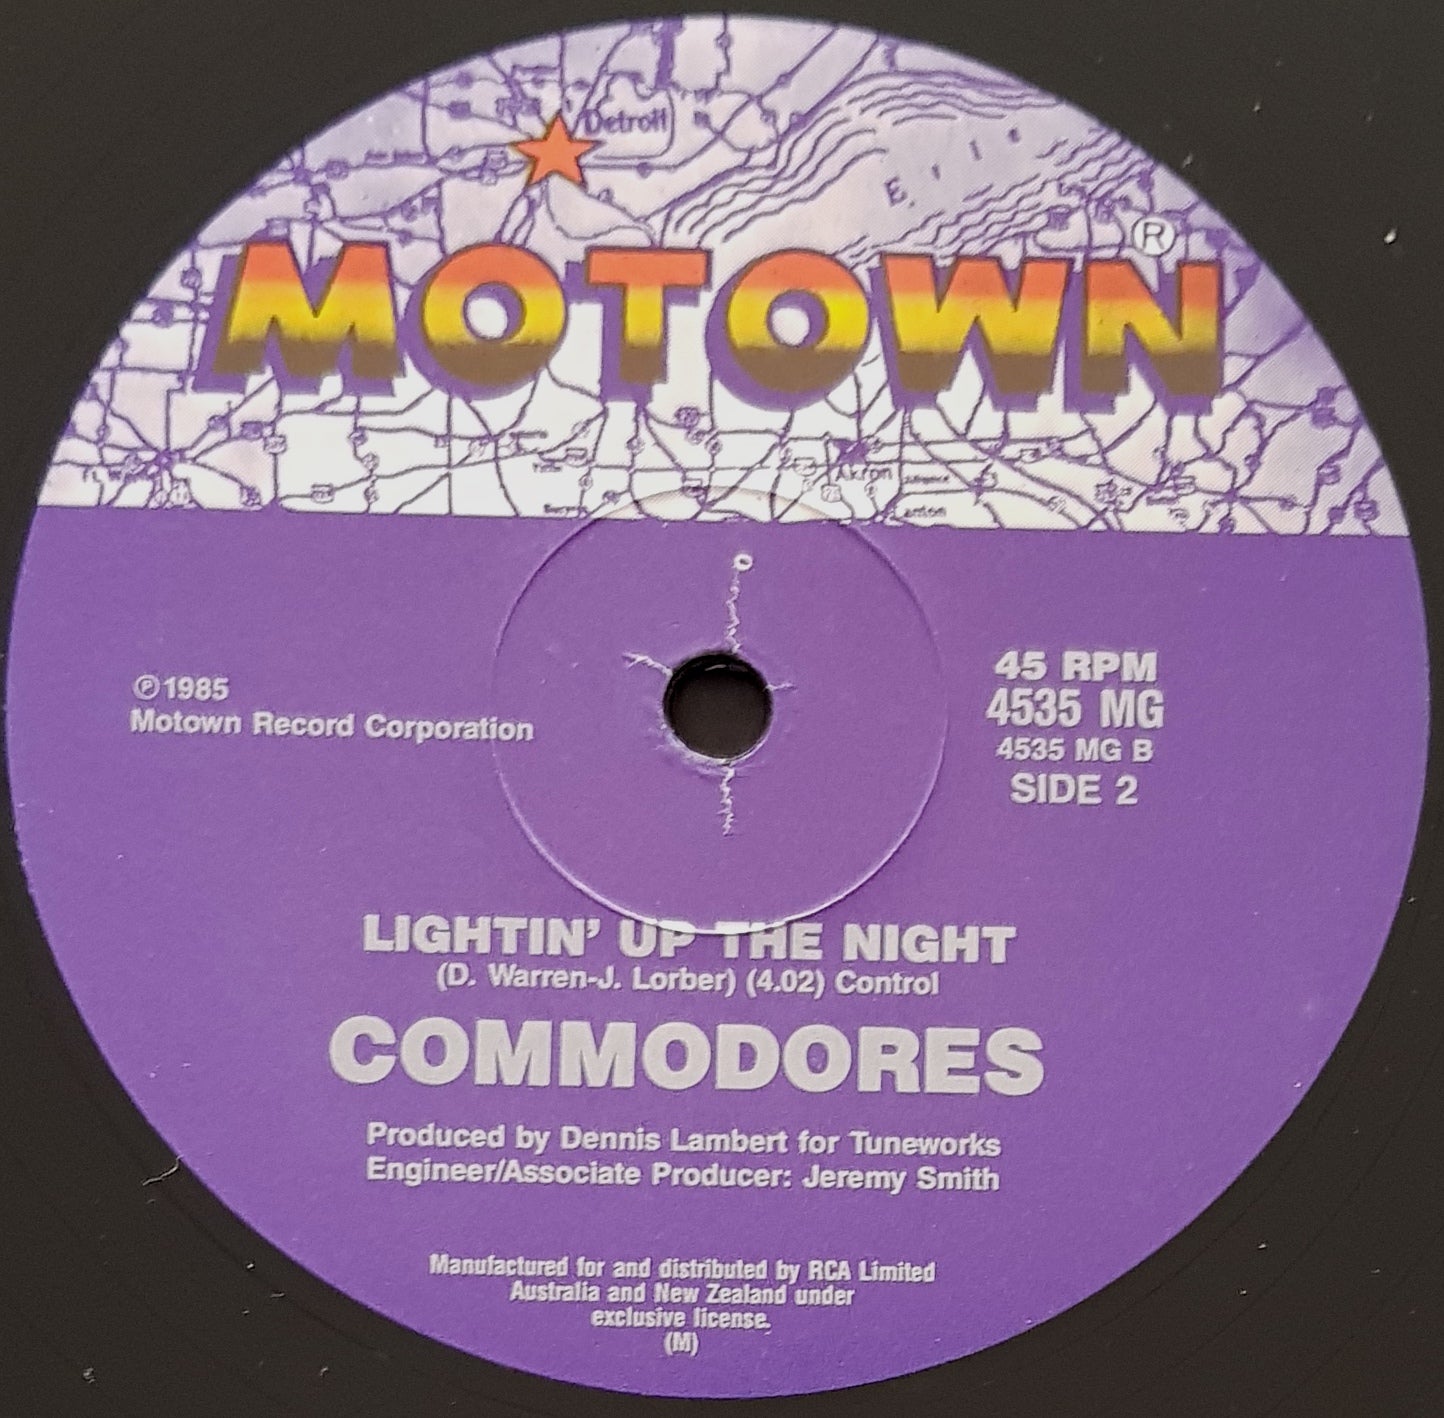 Detroit
E r i e
®
MOTOWN
Akron
Canton
℗1985
Motown Record Corporation
45 RPM
4535 MG
4535 MG B
SIDE 2
LIGHTIN’ UP THE NIGHT
(D. Warren-J. Lorber) (4.02) Control
COMMODORES
Produced by Dennis Lambert for Tuneworks
Engineer/Associate Producer: Jeremy Smith
Manufactured for and distributed by RCA Limited
Australia and New Zealand under
exclusive license.
(M)